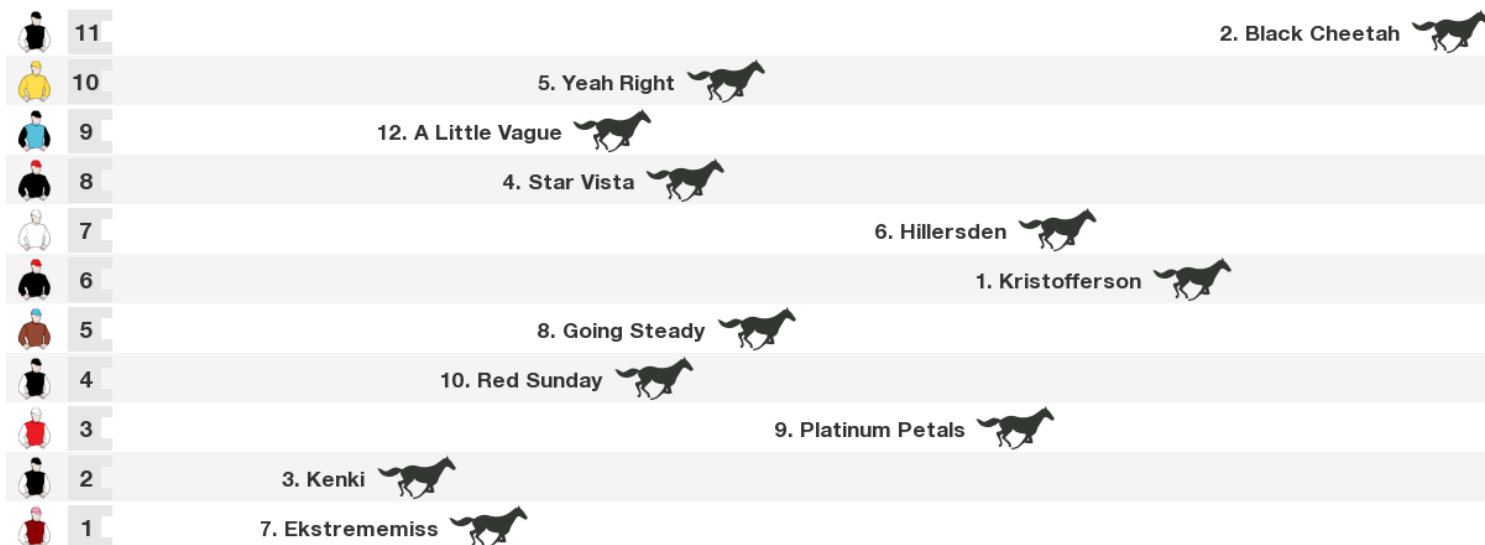 11 2. Black Cheetah
10 5. Yeah Right
9 12. A Little Vague
8 4. Star Vista
7 6. Hillersden
6 1. Kristofferson
5 8. Going Steady
4 10. Red Sunday
3 9. Platinum Petals
2 3. Kenki
1 7. Ekstrememiss